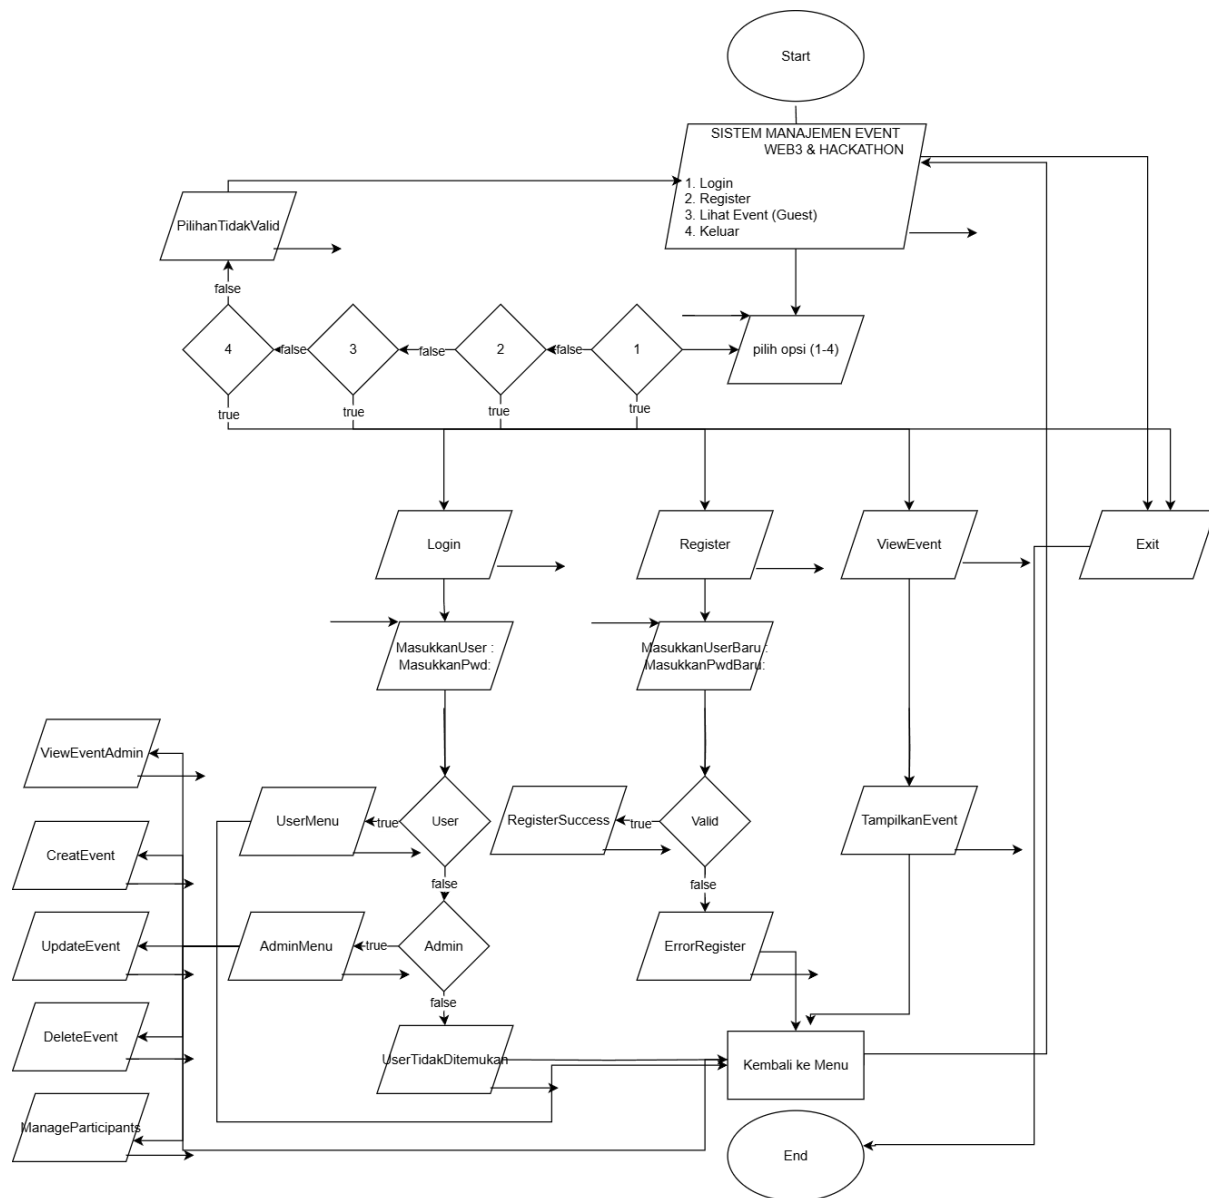 Start
SISTEM MANAJEMEN EVENT
WEB3 & HACKATHON
1. Login
2. Register
3. Lihat Event (Guest)
4. Keluar
PilihanTidakValid
false
4
false
3
false
2
false
1
pilih opsi (1-4)
true
true
true
true
Login
Register
ViewEvent
Exit
MasukkanUser :
MasukkanPwd:
MasukkanUserBaru :
MasukkanPwdBaru:
ViewEventAdmin
UserMenu
true
User
RegisterSuccess
true
Valid
TampilkanEvent
CreatEvent
false
false
UpdateEvent
AdminMenu
true
Admin
ErrorRegister
false
DeleteEvent
UserTidakDitemukan
Kembali ke Menu
ManageParticipants
End